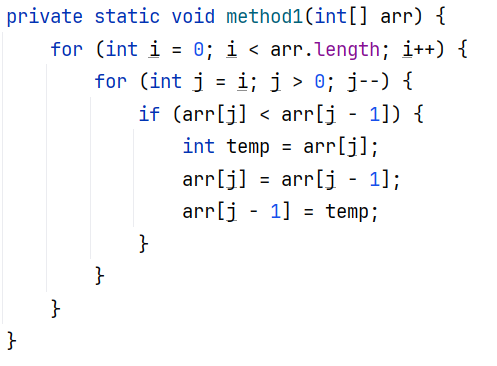 private static void method1(int[] arr) {
    for (int i = 0; i < arr.length; i++) {
        for (int j = i; j > 0; j--) {
            if (arr[j] < arr[j - 1]) {
                int temp = arr[j];
                arr[j] = arr[j - 1];
                arr[j - 1] = temp;
            }
        }
    }
}